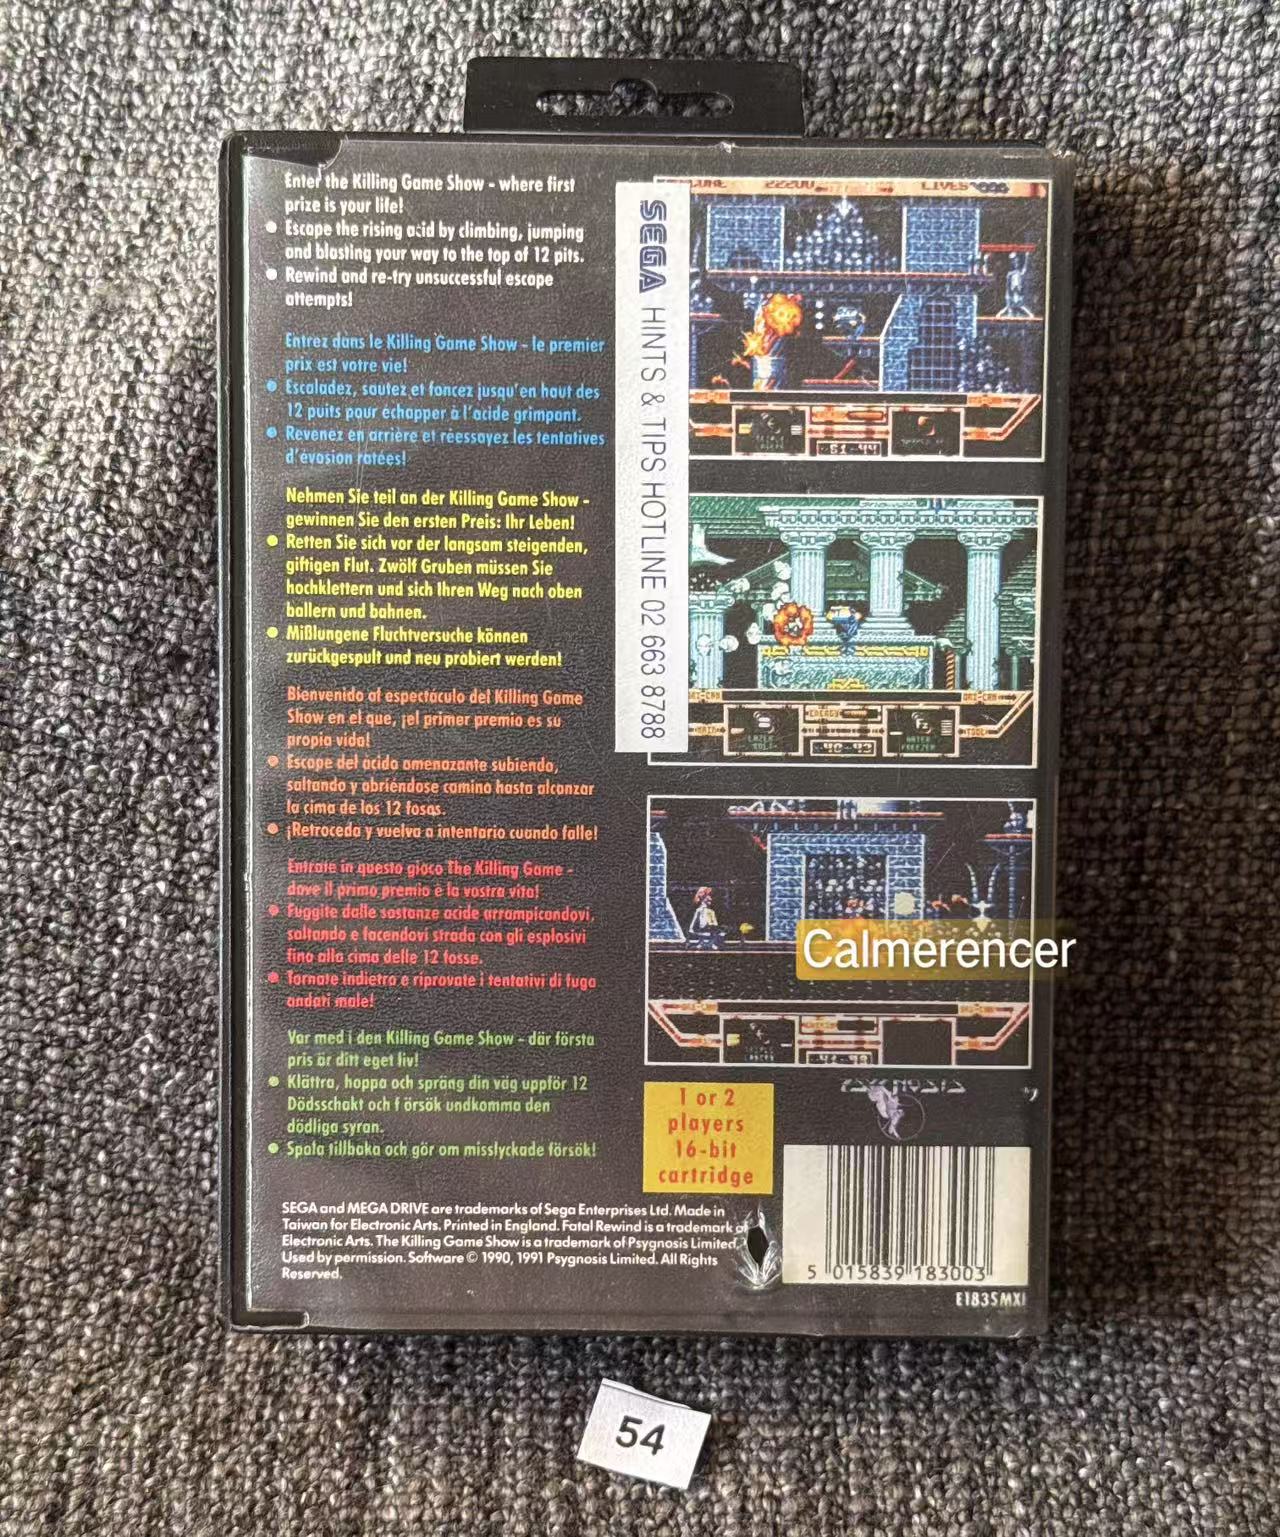 Enter the Killing Game Show - where first
prize is your life!
● Escape the rising acid by climbing, jumping
and blasting your way to the top of 12 pits.
● Rewind and re-try unsuccessful escape
attempts!
Entrez dans le Killing Game Show - le premier
prix est votre vie!
● Escaladez, sautez et foncez jusqu'en haut des
12 puits pour échapper à l'acide grimpant.
● Revenez en arrière et réessayez les tentatives
d'évasion ratées!
Nehmen Sie teil an der Killing Game Show -
gewinnen Sie den ersten Preis: Ihr Leben!
● Retten Sie sich vor der langsam steigenden,
giftigen Flut. Zwölf Gruben müssen Sie
hochklettern und sich Ihren Weg nach oben
ballern und bahnen.
● Mißlungene Fluchtversuche können
zurückgespult und neu probiert werden!
Bienvenido al espectáculo del Killing Game
Show en el que, ¡el primer premio es su
propia vida!
● Escape del ácido amenazante subiendo,
saltando y abriéndose camino hasta alcanzar
la cima de los 12 fosos.
● ¡Retroceda y vuelva a intentarlo cuando falle!
Entrate in questo gioco The Killing Game -
dove il primo premio è la vostra vita!
● Fuggite dalle sostanze acide arrampicandovi,
saltando e facendovi strada con gli esplosivi
fino alla cima delle 12 fosse.
● Tornate indietro e riprovate i tentativi di fuga
andati male!
Var med i den Killing Game Show - där första
pris är ditt eget liv!
● Klättra, hoppa och spräng din väg uppför 12
Dödsschakt och f örsök undkomma den
dödliga syran.
● Spola tillbaka och gör om misslyckade försök!
SEGA and MEGA DRIVE are trademarks of Sega Enterprises Ltd. Made in
Taiwan for Electronic Arts. Printed in England. Fatal Rewind is a trademark of
Electronic Arts. The Killing Game Show is a trademark of Psygnosis Limited.
Used by permission. Software © 1990, 1991 Psygnosis Limited. All Rights
Reserved.
SEGA HINTS & TIPS HOTLINE 02 663 8788
22200
LIVES
51 44
ENERGY
LAZER
WATER
FREEZER
TOOL
40 42
Calmerencer
1 or 2
players
16-bit
cartridge
PSYGNOSIS
5 015839 183003
E183SMXI
54